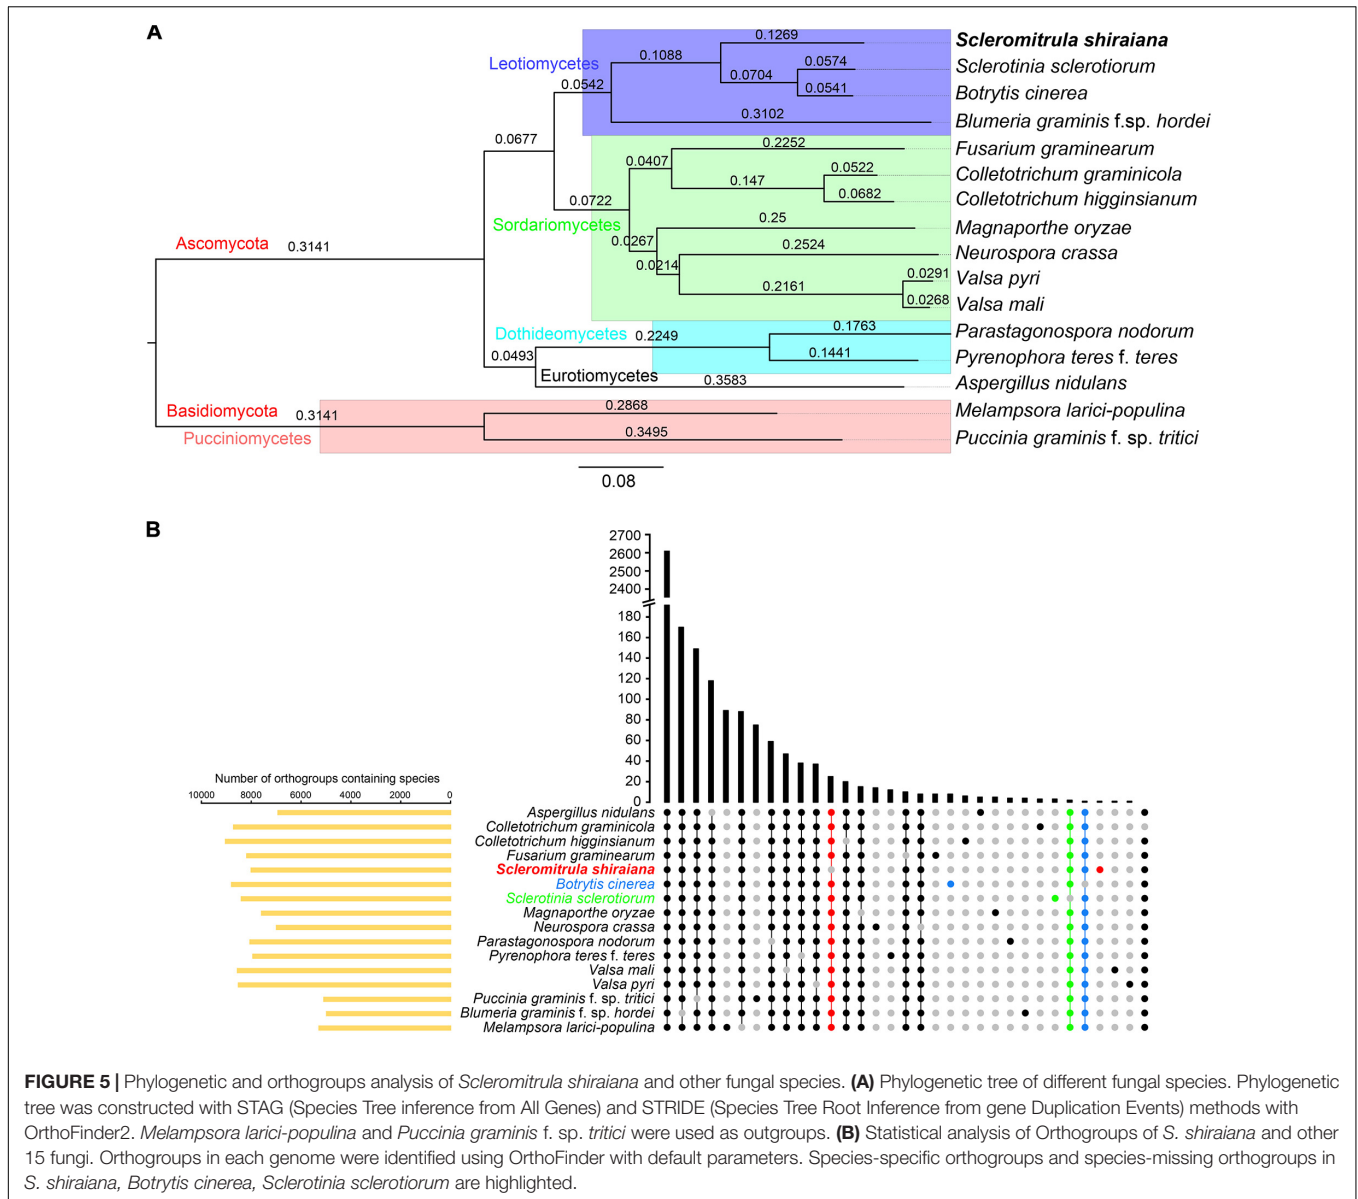 A
0.1269
Scleromitrula shiraiana
Leotiomycetes
0.1088
0.0574
Sclerotinia sclerotiorum
0.0704
0.0542
0.0541
Botrytis cinerea
0.3102
Blumeria graminis f.sp. hordei
0.0677
0.2252
Fusarium graminearum
0.0407
0.0522
Colletotrichum graminicola
0.147
0.0682
Colletotrichum higginsianum
0.0722
Sordariomycetes
0.25
Magnaporthe oryzae
Ascomycota
0.3141
0.0267
0.2524
Neurospora crassa
0.0214
0.0291
Valsa pyri
0.2161
0.0268
Valsa mali
Dothideomycetes
0.2249
0.1763
Parastagonospora nodorum
0.0493
0.1441
Pyrenophora teres f. teres
Eurotiomycetes
0.3583
Aspergillus nidulans
Basidiomycota
0.3141
0.2868
Melampsora larici-populina
Pucciniomycetes
0.3495
Puccinia graminis f. sp. tritici
0.08
B
2700
2600
2500
2400
180
160
140
120
100
80
60
40
20
0
Number of orthogroups containing species
10000 8000 6000 4000 2000 0
Aspergillus nidulans
Colletotrichum graminicola
Colletotrichum higginsianum
Fusarium graminearum
Scleromitrula shiraiana
Botrytis cinerea
Sclerotinia sclerotiorum
Magnaporthe oryzae
Neurospora crassa
Parastagonospora nodorum
Pyrenophora teres f. teres
Valsa mali
Valsa pyri
Puccinia graminis f. sp. tritici
Blumeria graminis f. sp. hordei
Melampsora larici-populina
FIGURE 5 | Phylogenetic and orthogroups analysis of Scleromitrula shiraiana and other fungal species. (A) Phylogenetic tree of different fungal species. Phylogenetic
tree was constructed with STAG (Species Tree inference from All Genes) and STRIDE (Species Tree Root Inference from gene Duplication Events) methods with
OrthoFinder2. Melampsora larici-populina and Puccinia graminis f. sp. tritici were used as outgroups. (B) Statistical analysis of Orthogroups of S. shiraiana and other
15 fungi. Orthogroups in each genome were identified using OrthoFinder with default parameters. Species-specific orthogroups and species-missing orthogroups in
S. shiraiana, Botrytis cinerea, Sclerotinia sclerotiorum are highlighted.